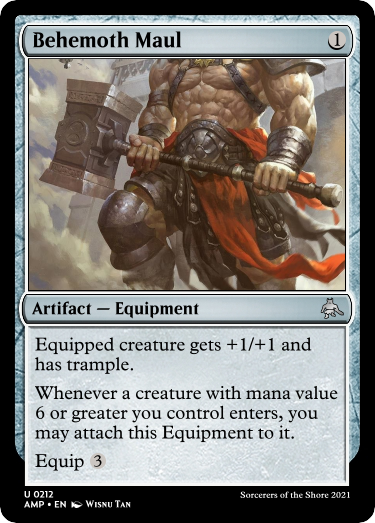 Behemoth Maul 1
Artifact — Equipment
Equipped creature gets +1/+1 and
has trample.
Whenever a creature with mana value
6 or greater you control enters, you
may attach this Equipment to it.
Equip 3
U 0212
AMP • EN Wisnu Tan
Sorcerers of the Shore 2021